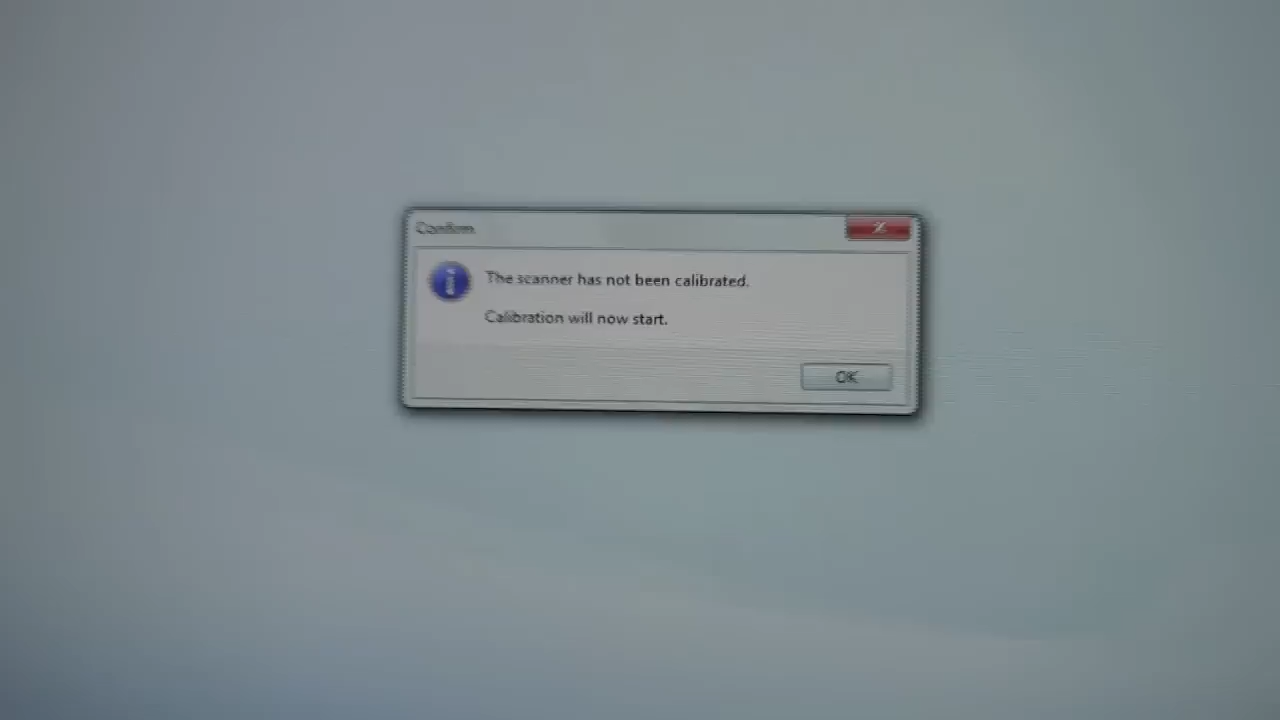 Confirm
The scanner has not been calibrated.
Calibration will now start.
OK